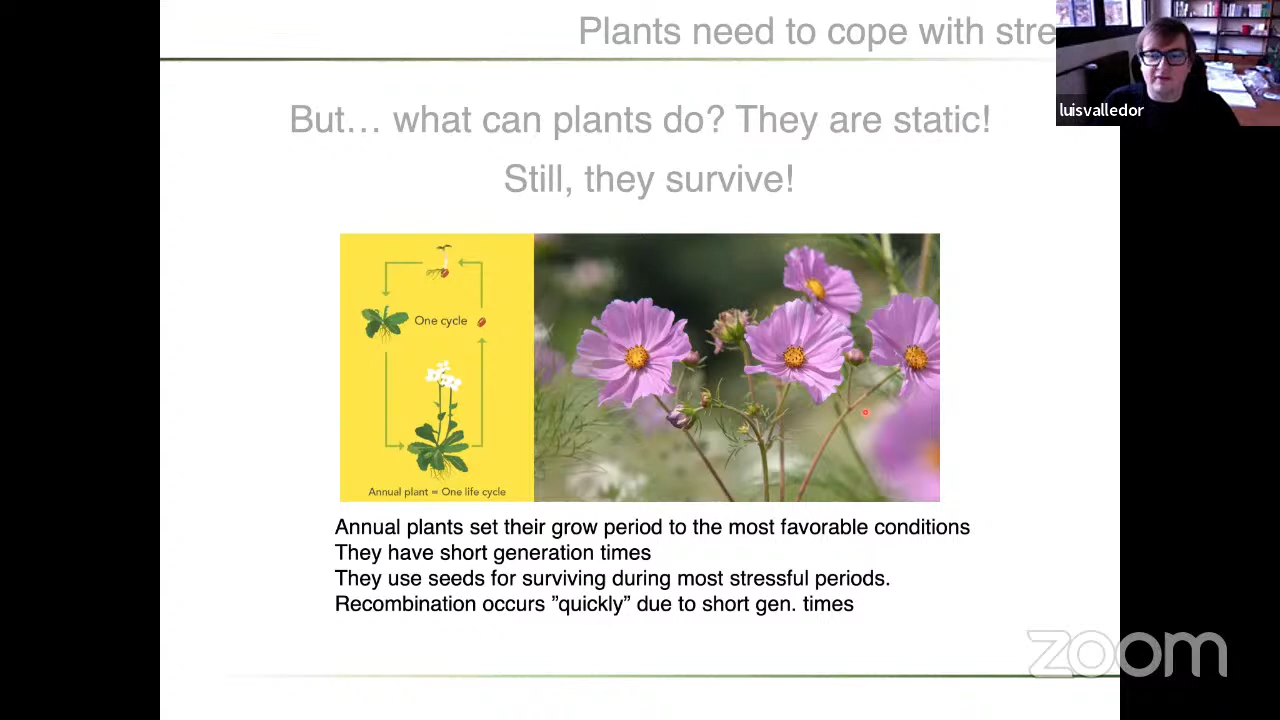 Plants need to cope with stre
luisvalledor
But… what can plants do? They are static!
Still, they survive!
One cycle
Annual plant = One life cycle
Annual plants set their grow period to the most favorable conditions
They have short generation times
They use seeds for surviving during most stressful periods.
Recombination occurs ”quickly” due to short gen. times
zoom